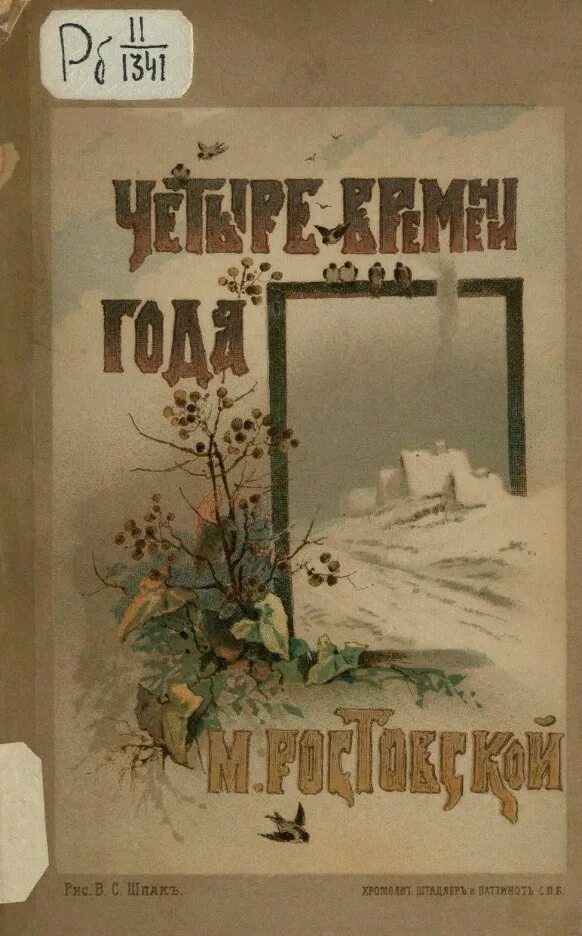 Рб 11/1341
ЧЕТЫРЕ ВРЕМЕНИ
ГОДА
М. РОСТОВСКОЙ
Рис. В. С. Шпакъ.
ХРОМОЛИТ. ШТАДЛЕРЪ и ПАТТИНОТЪ С.П.Б.